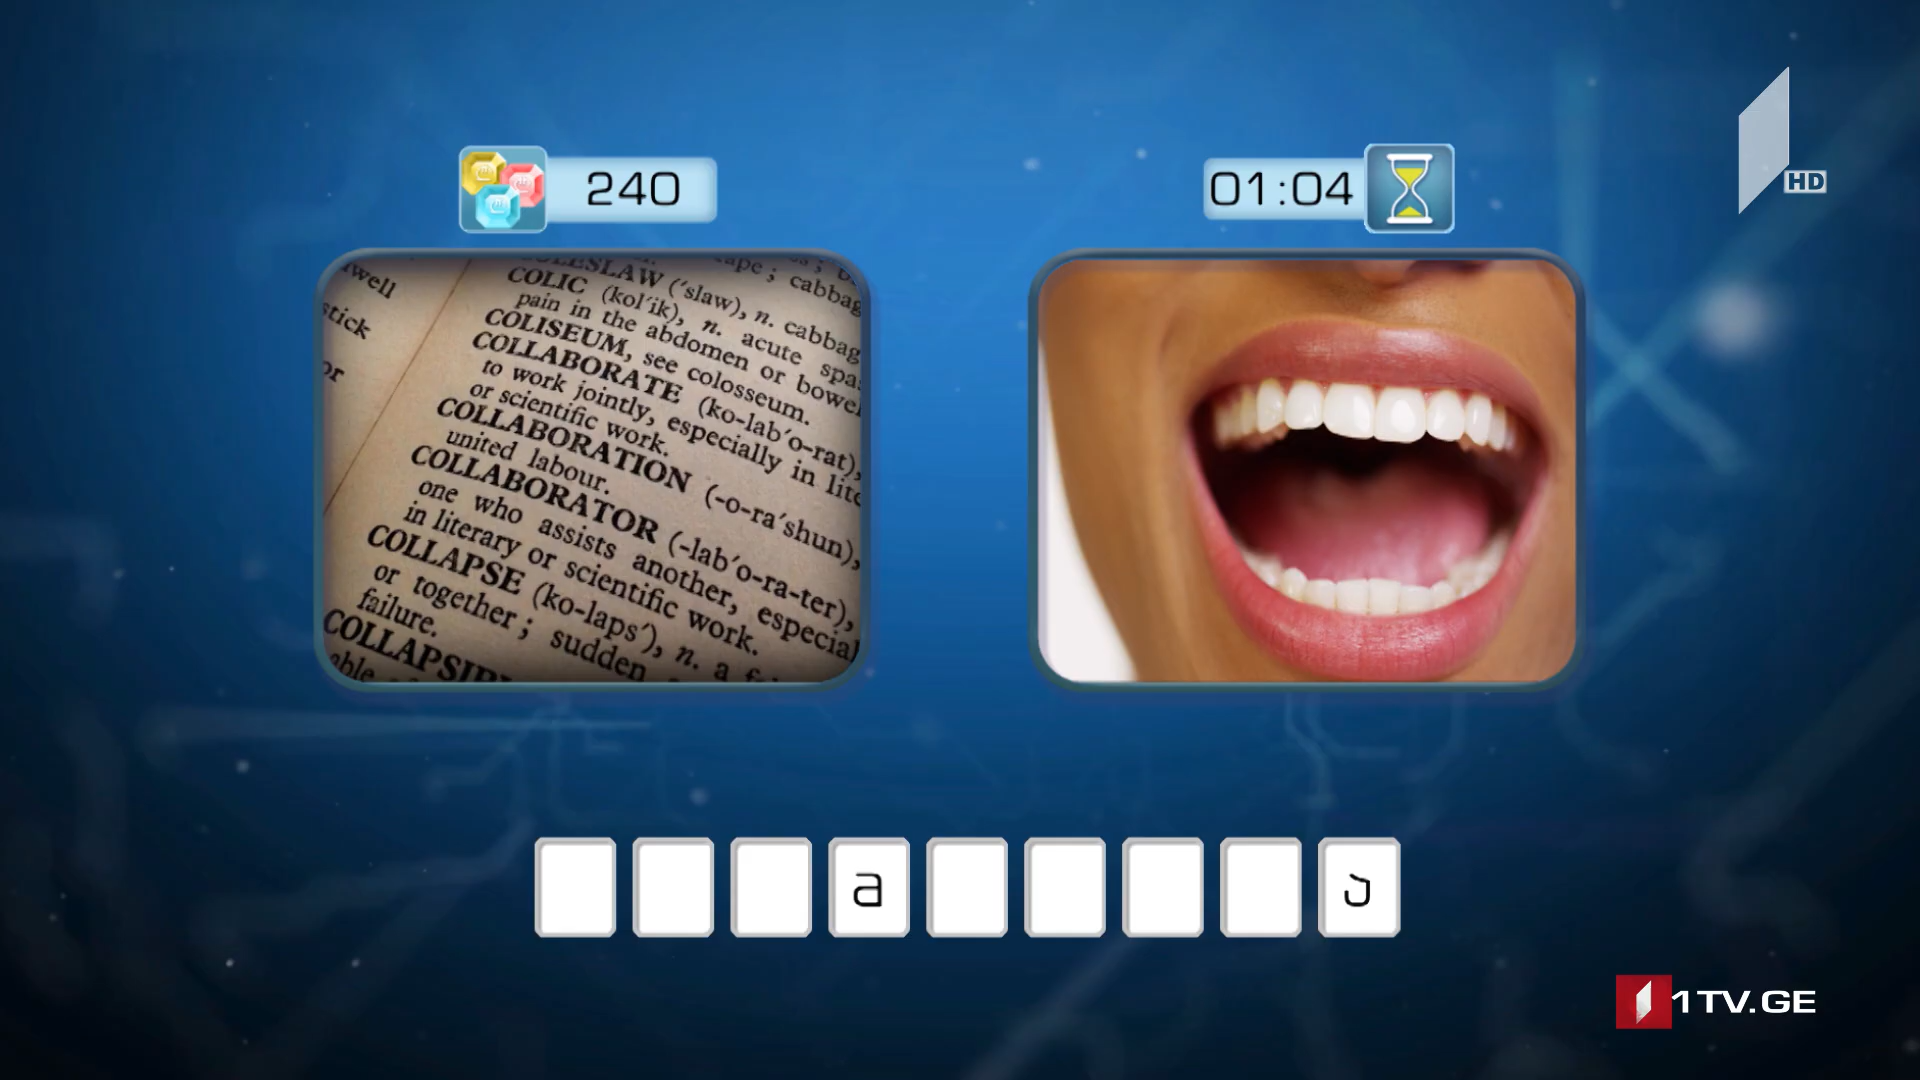 240
01:04
HD
lwell
stick
or
COLESLAW ('slaw), n. cabbag
COLIC (kol'ik), n. acute spa
pain in the abdomen or bowel
COLISEUM, see colosseum.
COLLABORATE (ko-lab'o-rat),
to work jointly, especially in lite
or scientific work.
COLLABORATION (-o-ra'shun),
united labour.
COLLABORATOR (-lab'o-ra-ter),
one who assists another, especial
in literary or scientific work.
COLLAPSE (ko-laps'), n. a
or together; sudden
failure.
COLLAPSIB
able
ა ა
1TV.GE